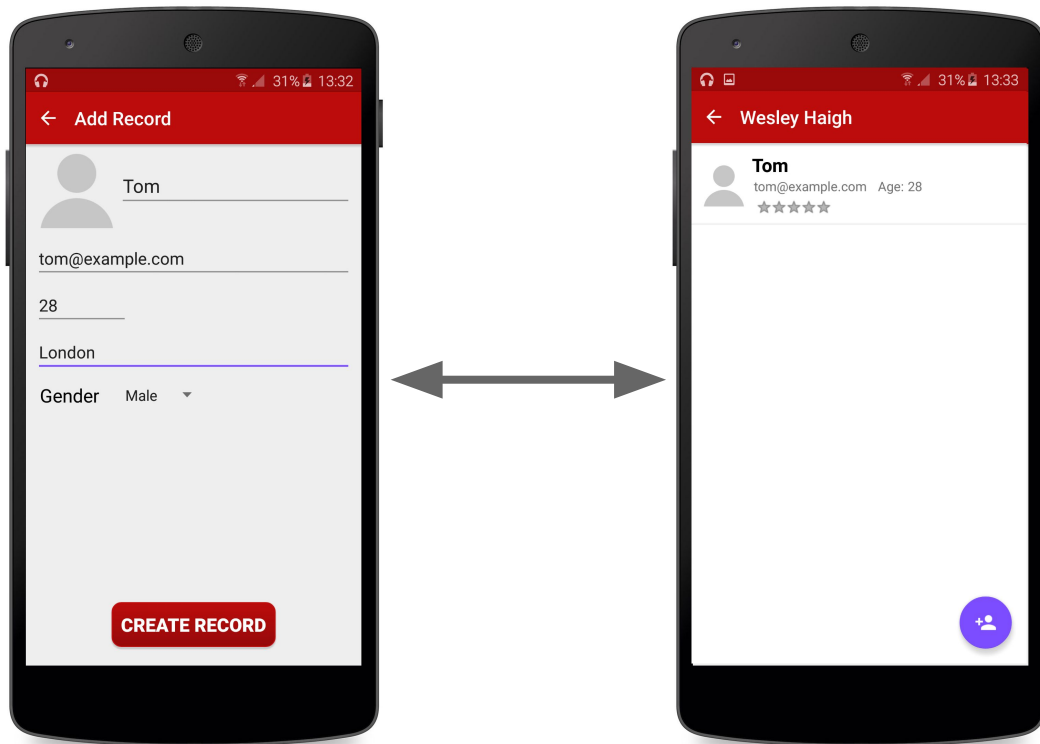 31% 13:32
Add Record
Tom
tom@example.com
28
London
Gender Male
CREATE RECORD
31% 13:33
Wesley Haigh
Tom
tom@example.com Age: 28